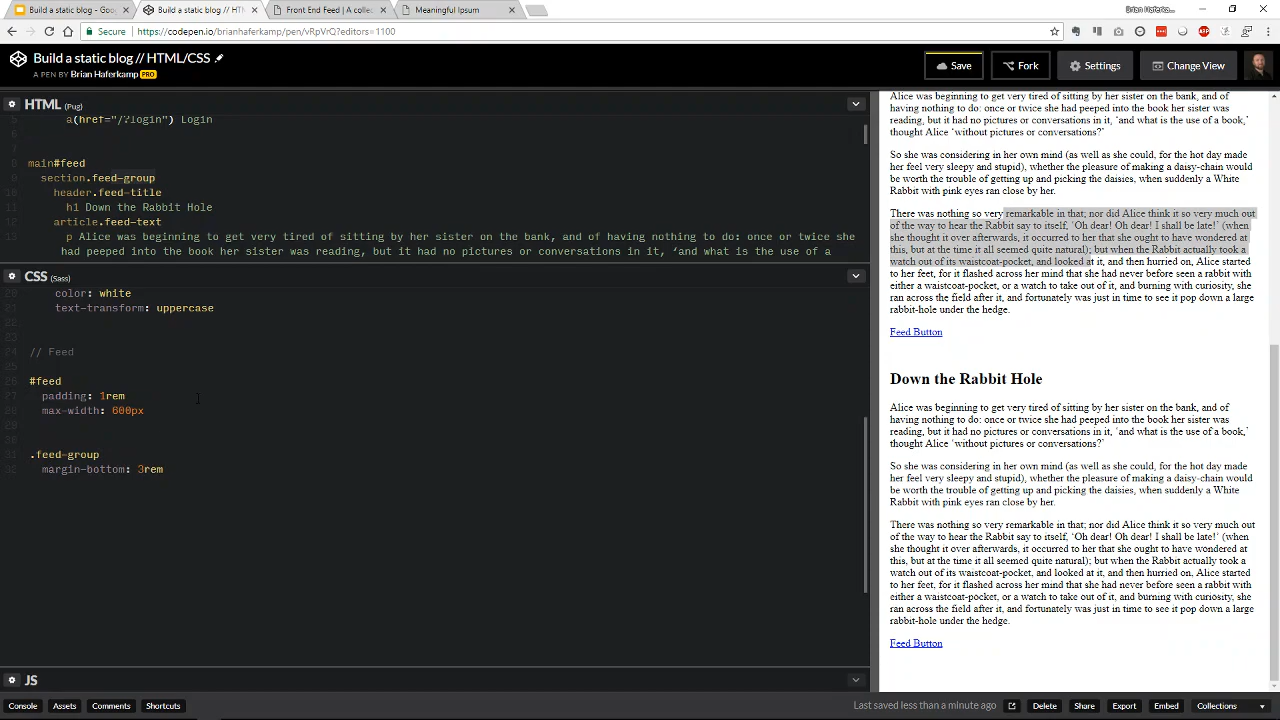 Build a static blog - Goo
Build a static blog // HTM
Front End Feed | A collec
Meaningful Ipsum
Brian Haferka...
Secure
https://codepen.io/brianhaferkamp/pen/vRpVrQ?editors=1100
Build a static blog // HTML/CSS
A PEN BY Brian Haferkamp PRO
Save
Fork
Settings
Change View
HTML (Pug)
5 a(href="/?login") Login
6
7
8 main#feed
9 section.feed-group
10 header.feed-title
11 h1 Down the Rabbit Hole
12 article.feed-text
13 p Alice was beginning to get very tired of sitting by her sister on the bank, and of having nothing to do: once or twice she had
peeped into the book her sister was reading, but it had no pictures or conversations in it, ‘and what is the use of a
CSS (Sass)
20 color: white
21 text-transform: uppercase
22
23
24 // Feed
25
26 #feed
27 padding: 1rem
28 max-width: 600px
29
30
31 .feed-group
32 margin-bottom: 3rem
JS
Alice was beginning to get very tired of sitting by her sister on the bank, and of
having nothing to do: once or twice she had peeped into the book her sister was
reading, but it had no pictures or conversations in it, ‘and what is the use of a book,’
thought Alice ‘without pictures or conversations?’
So she was considering in her own mind (as well as she could, for the hot day made
her feel very sleepy and stupid), whether the pleasure of making a daisy-chain would
be worth the trouble of getting up and picking the daisies, when suddenly a White
Rabbit with pink eyes ran close by her.
There was nothing so very remarkable in that; nor did Alice think it so very much out
of the way to hear the Rabbit say to itself, ‘Oh dear! Oh dear! I shall be late!’ (when
she thought it over afterwards, it occurred to her that she ought to have wondered at
this, but at the time it all seemed quite natural); but when the Rabbit actually took a
watch out of its waistcoat-pocket, and looked at it, and then hurried on, Alice started
to her feet, for it flashed across her mind that she had never before seen a rabbit with
either a waistcoat-pocket, or a watch to take out of it, and burning with curiosity, she
ran across the field after it, and fortunately was just in time to see it pop down a large
rabbit-hole under the hedge.
Feed Button
Down the Rabbit Hole
Alice was beginning to get very tired of sitting by her sister on the bank, and of
having nothing to do: once or twice she had peeped into the book her sister was
reading, but it had no pictures or conversations in it, ‘and what is the use of a book,’
thought Alice ‘without pictures or conversations?’
So she was considering in her own mind (as well as she could, for the hot day made
her feel very sleepy and stupid), whether the pleasure of making a daisy-chain would
be worth the trouble of getting up and picking the daisies, when suddenly a White
Rabbit with pink eyes ran close by her.
There was nothing so very remarkable in that; nor did Alice think it so very much out
of the way to hear the Rabbit say to itself, ‘Oh dear! Oh dear! I shall be late!’ (when
she thought it over afterwards, it occurred to her that she ought to have wondered at
this, but at the time it all seemed quite natural); but when the Rabbit actually took a
watch out of its waistcoat-pocket, and looked at it, and then hurried on, Alice started
to her feet, for it flashed across her mind that she had never before seen a rabbit with
either a waistcoat-pocket, or a watch to take out of it, and burning with curiosity, she
ran across the field after it, and fortunately was just in time to see it pop down a large
rabbit-hole under the hedge.
Feed Button
Console
Assets
Comments
Shortcuts
Last saved less than a minute ago
Delete
Share
Export
Embed
Collections